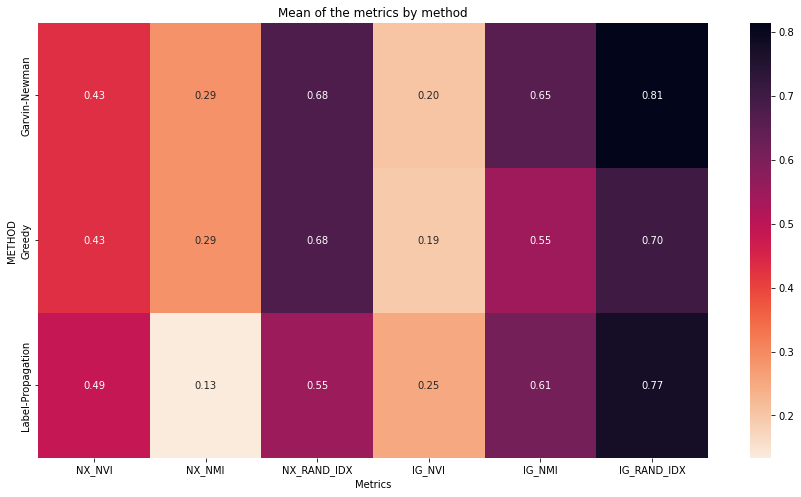 Mean of the metrics by method
METHOD
Garvin-Newman
0.43 0.29 0.68 0.20 0.65 0.81
Greedy
0.43 0.29 0.68 0.19 0.55 0.70
Label-Propagation
0.49 0.13 0.55 0.25 0.61 0.77
NX_NVI NX_NMI NX_RAND_IDX IG_NVI IG_NMI IG_RAND_IDX
Metrics
0.8
0.7
0.6
0.5
0.4
0.3
0.2